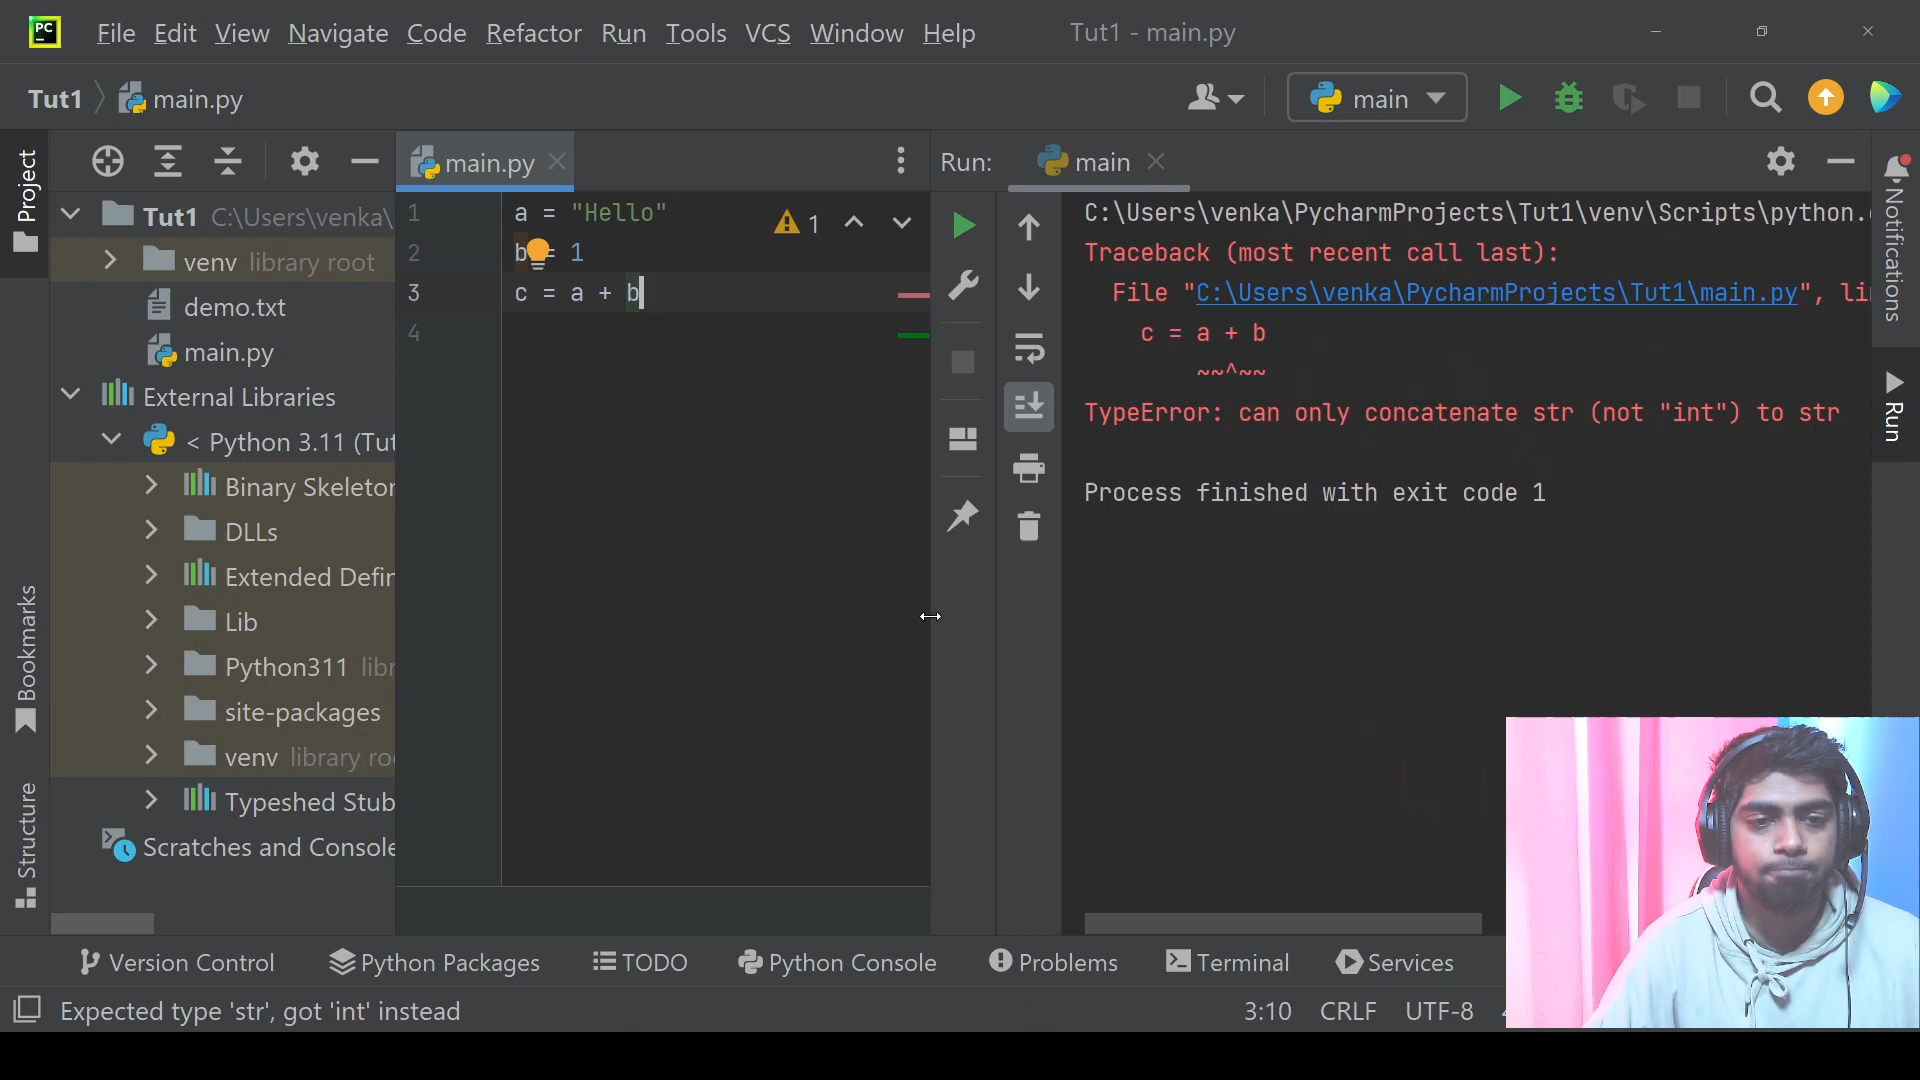 PC File Edit View Navigate Code Refactor Run Tools VCS Window Help Tut1 - main.py
Tut1 main.py main
Project
main.py
Run: main
Tut1 C:\Users\venka\
venv library root
demo.txt
main.py
External Libraries
< Python 3.11 (Tut
Binary Skeletor
DLLs
Extended Defin
Lib
Python311 libr
site-packages
venv library roo
Typeshed Stub
Scratches and Console
Bookmarks
Structure
1 a = "Hello"
2 b = 1
3 c = a + b
4
1
C:\Users\venka\PycharmProjects\Tut1\venv\Scripts\python.
Traceback (most recent call last):
File "C:\Users\venka\PycharmProjects\Tut1\main.py", lin
c = a + b
~~^~~
TypeError: can only concatenate str (not "int") to str
Process finished with exit code 1
Notifications
Run
Version Control Python Packages TODO Python Console Problems Terminal Services
Expected type 'str', got 'int' instead 3:10 CRLF UTF-8